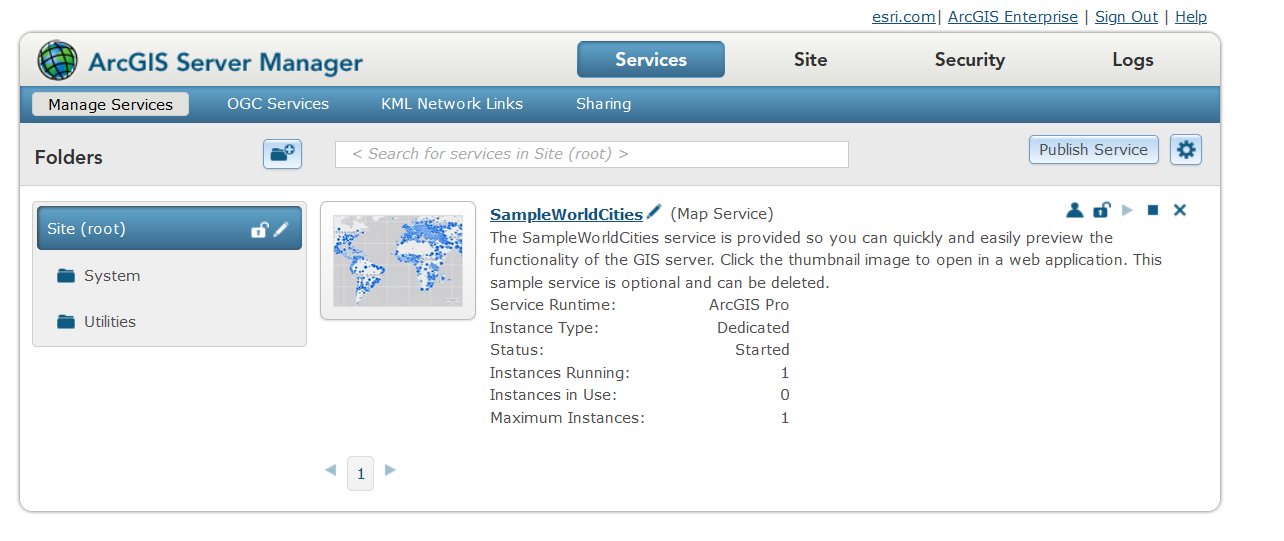 esri.com| ArcGIS Enterprise | Sign Out | Help
ArcGIS Server Manager
Services Site Security Logs
Manage Services OGC Services KML Network Links Sharing
Folders
< Search for services in Site (root) >
Publish Service
Site (root)
System
Utilities
SampleWorldCities (Map Service)
The SampleWorldCities service is provided so you can quickly and easily preview the
functionality of the GIS server. Click the thumbnail image to open in a web application. This
sample service is optional and can be deleted.
Service Runtime: ArcGIS Pro
Instance Type: Dedicated
Status: Started
Instances Running: 1
Instances in Use: 0
Maximum Instances: 1
1